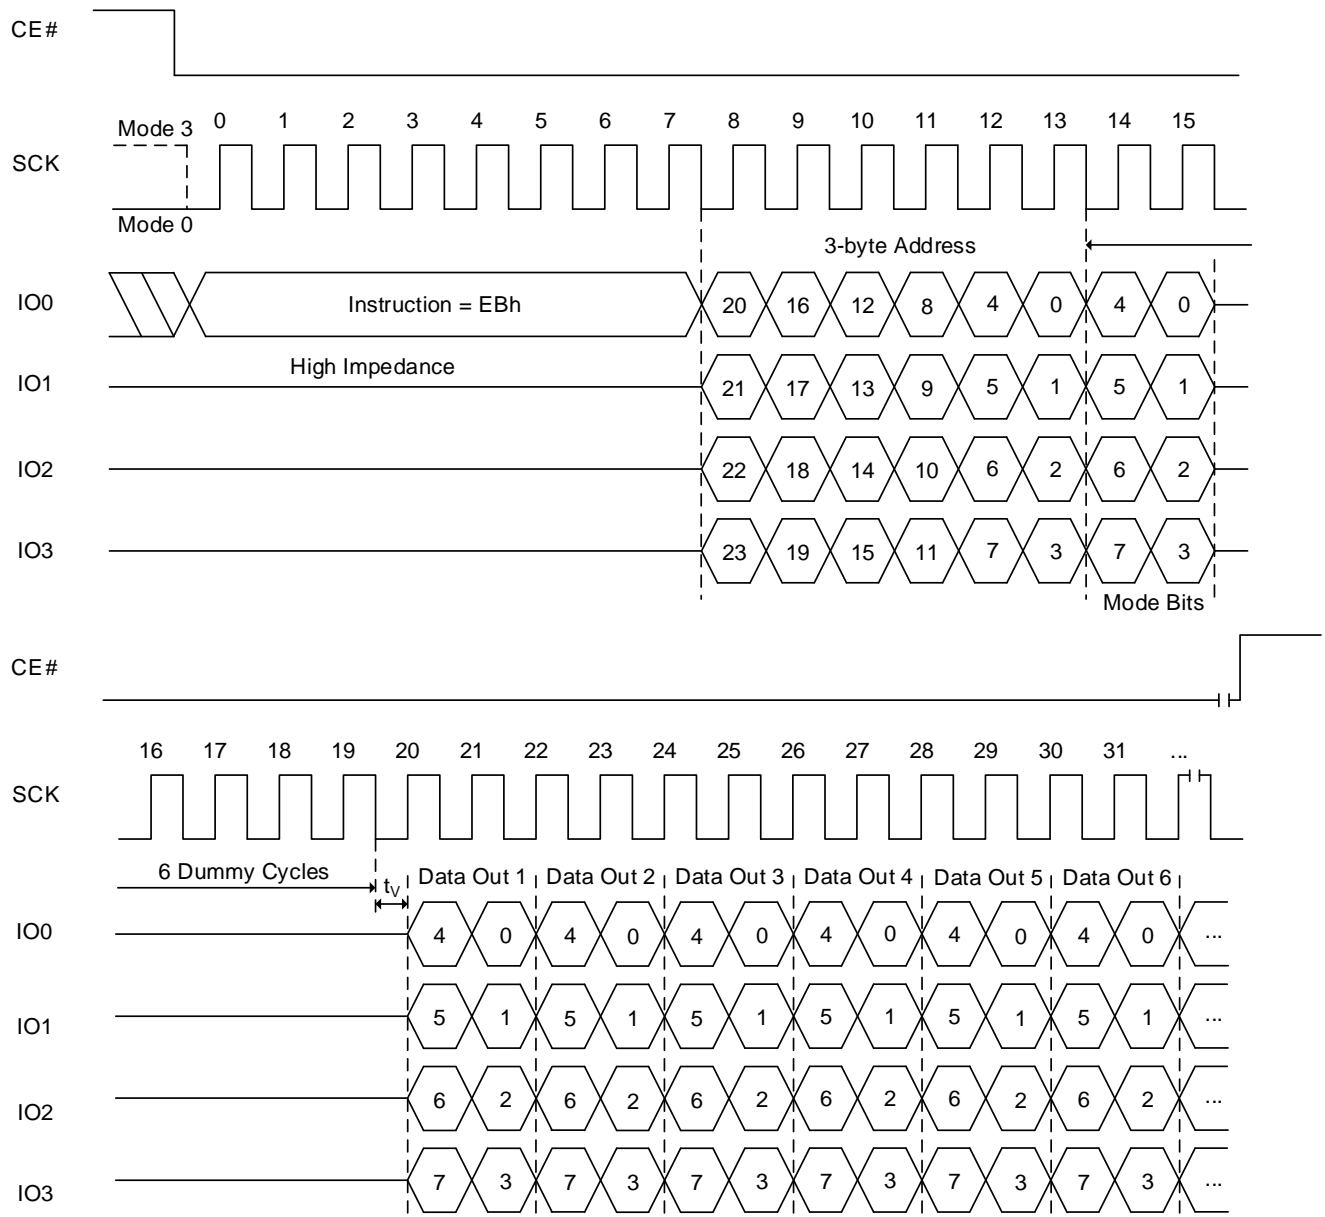 CE#
Mode 3 0 1 2 3 4 5 6 7 8 9 10 11 12 13 14 15
SCK
Mode 0
3-byte Address
IO0 Instruction = EBh 20 16 12 8 4 0 4 0
High Impedance
IO1 21 17 13 9 5 1 5 1
IO2 22 18 14 10 6 2 6 2
IO3 23 19 15 11 7 3 7 3
Mode Bits
CE#
16 17 18 19 20 21 22 23 24 25 26 27 28 29 30 31 ...
SCK
6 Dummy Cycles tV Data Out 1 Data Out 2 Data Out 3 Data Out 4 Data Out 5 Data Out 6
IO0 4 0 4 0 4 0 4 0 4 0 4 0 ...
IO1 5 1 5 1 5 1 5 1 5 1 5 1 ...
IO2 6 2 6 2 6 2 6 2 6 2 6 2 ...
IO3 7 3 7 3 7 3 7 3 7 3 7 3 ...